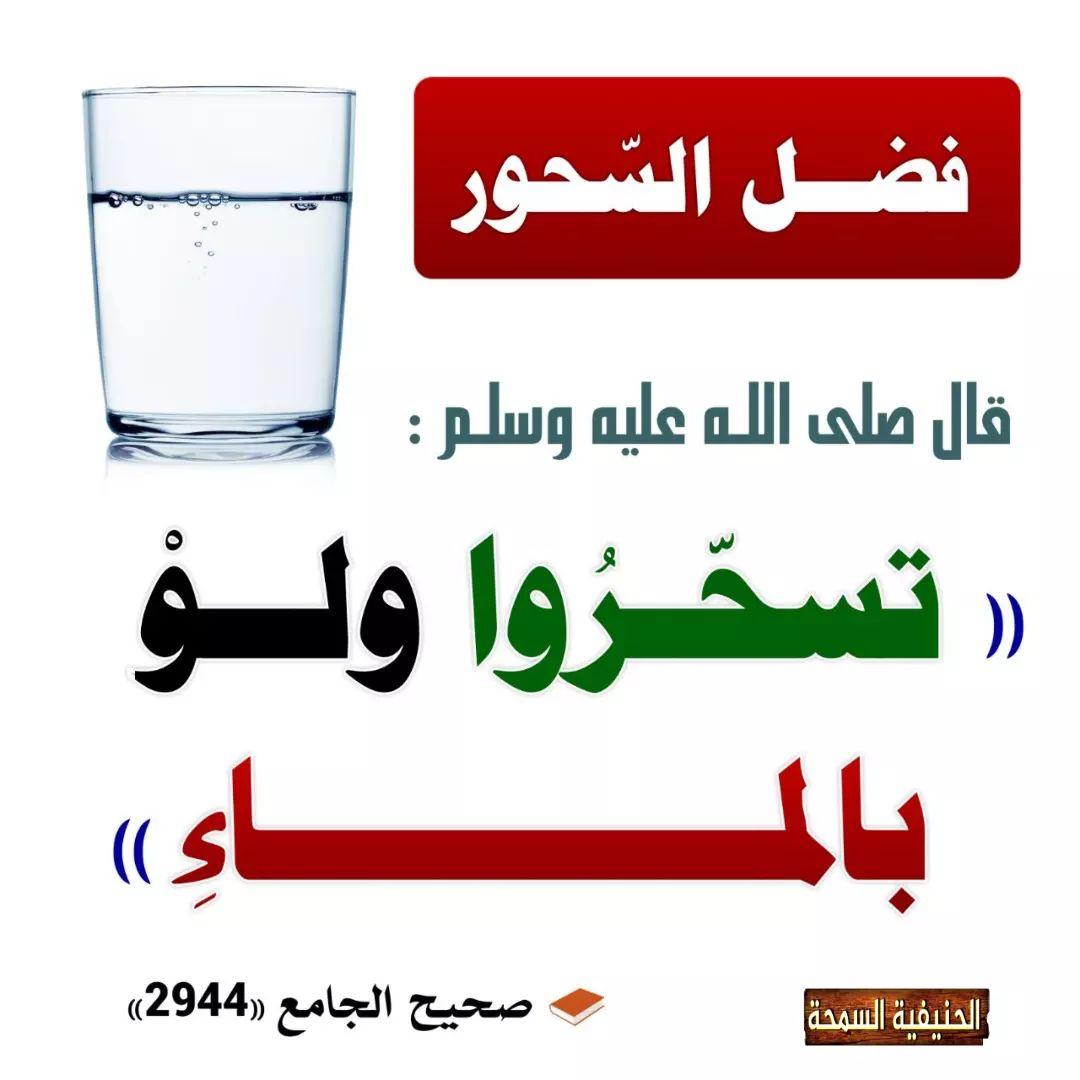 فضل السّحور
قال صلى الله عليه وسلم :
(( تسحّرُوا ولوْ
بالماءِ ))
صحيح الجامع ((2944))
الحنيفية السمحة